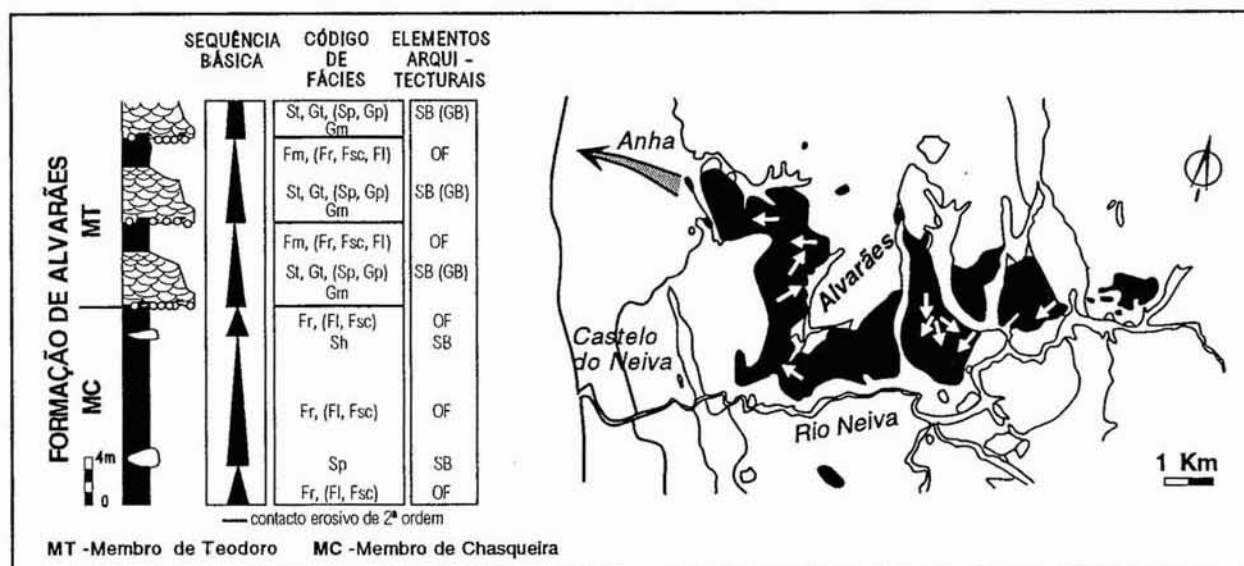 SEQUÊNCIA BÁSICA
CÓDIGO DE FÁCIES
ELEMENTOS ARQUI - TECTURAIS
FORMAÇÃO DE ALVARÃES
MT
MC
4m
0
St, Gt, (Sp, Gp)
Gm
SB (GB)
Fm, (Fr, Fsc, Fl)
OF
St, Gt, (Sp, Gp)
Gm
SB (GB)
Fm, (Fr, Fsc, Fl)
OF
St, Gt, (Sp, Gp)
Gm
SB (GB)
Fr, (Fl, Fsc)
OF
Sh
SB
Fr, (Fl, Fsc)
OF
Sp
SB
Fr, (Fl, Fsc)
OF
contacto erosivo de 2ª ordem
MT -Membro de Teodoro
MC -Membro de Chasqueira
Anha
Alvarães
Castelo do Neiva
Rio Neiva
1 Km